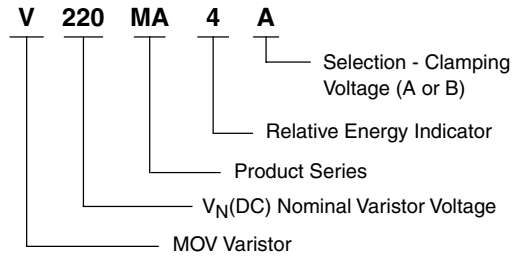 V 220 MA 4 A
Selection - Clamping
Voltage (A or B)
Relative Energy Indicator
Product Series
VN(DC) Nominal Varistor Voltage
MOV Varistor